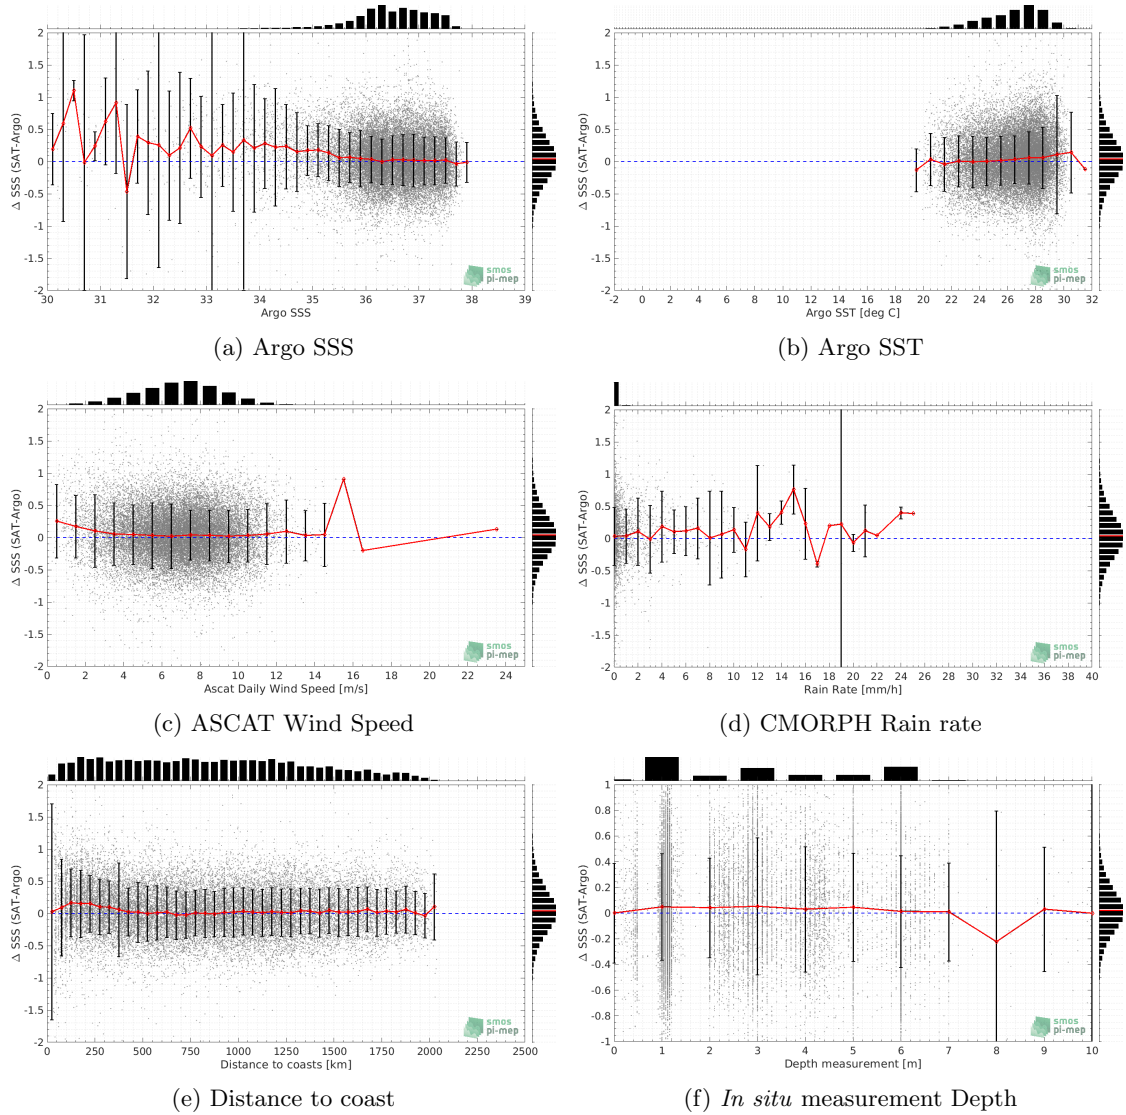 2
1.5
1
0.5
0
-0.5
-1
-1.5
-2
Δ SSS (SAT-Argo)
smos
pi-mep
30 31 32 33 34 35 36 37 38 39
Argo SSS
(a) Argo SSS
2
1.5
1
0.5
0
-0.5
-1
-1.5
-2
Δ SSS (SAT-Argo)
smos
pi-mep
-2 0 2 4 6 8 10 12 14 16 18 20 22 24 26 28 30 32
Argo SST [deg C]
(b) Argo SST
2
1.5
1
0.5
0
-0.5
-1
-1.5
-2
Δ SSS (SAT-Argo)
smos
pi-mep
0 2 4 6 8 10 12 14 16 18 20 22 24
Ascat Daily Wind Speed [m/s]
(c) ASCAT Wind Speed
2
1.5
1
0.5
0
-0.5
-1
-1.5
-2
Δ SSS (SAT-Argo)
smos
pi-mep
0 2 4 6 8 10 12 14 16 18 20 22 24 26 28 30 32 34 36 38 40
Rain Rate [mm/h]
(d) CMORPH Rain rate
2
1.5
1
0.5
0
-0.5
-1
-1.5
-2
Δ SSS (SAT-Argo)
smos
pi-mep
0 250 500 750 1000 1250 1500 1750 2000 2250 2500
Distance to coasts [km]
(e) Distance to coast
1
0.8
0.6
0.4
0.2
0
-0.2
-0.4
-0.6
-0.8
-1
Δ SSS (SAT-Argo)
smos
pi-mep
0 1 2 3 4 5 6 7 8 9 10
Depth measurement [m]
(f) In situ measurement Depth